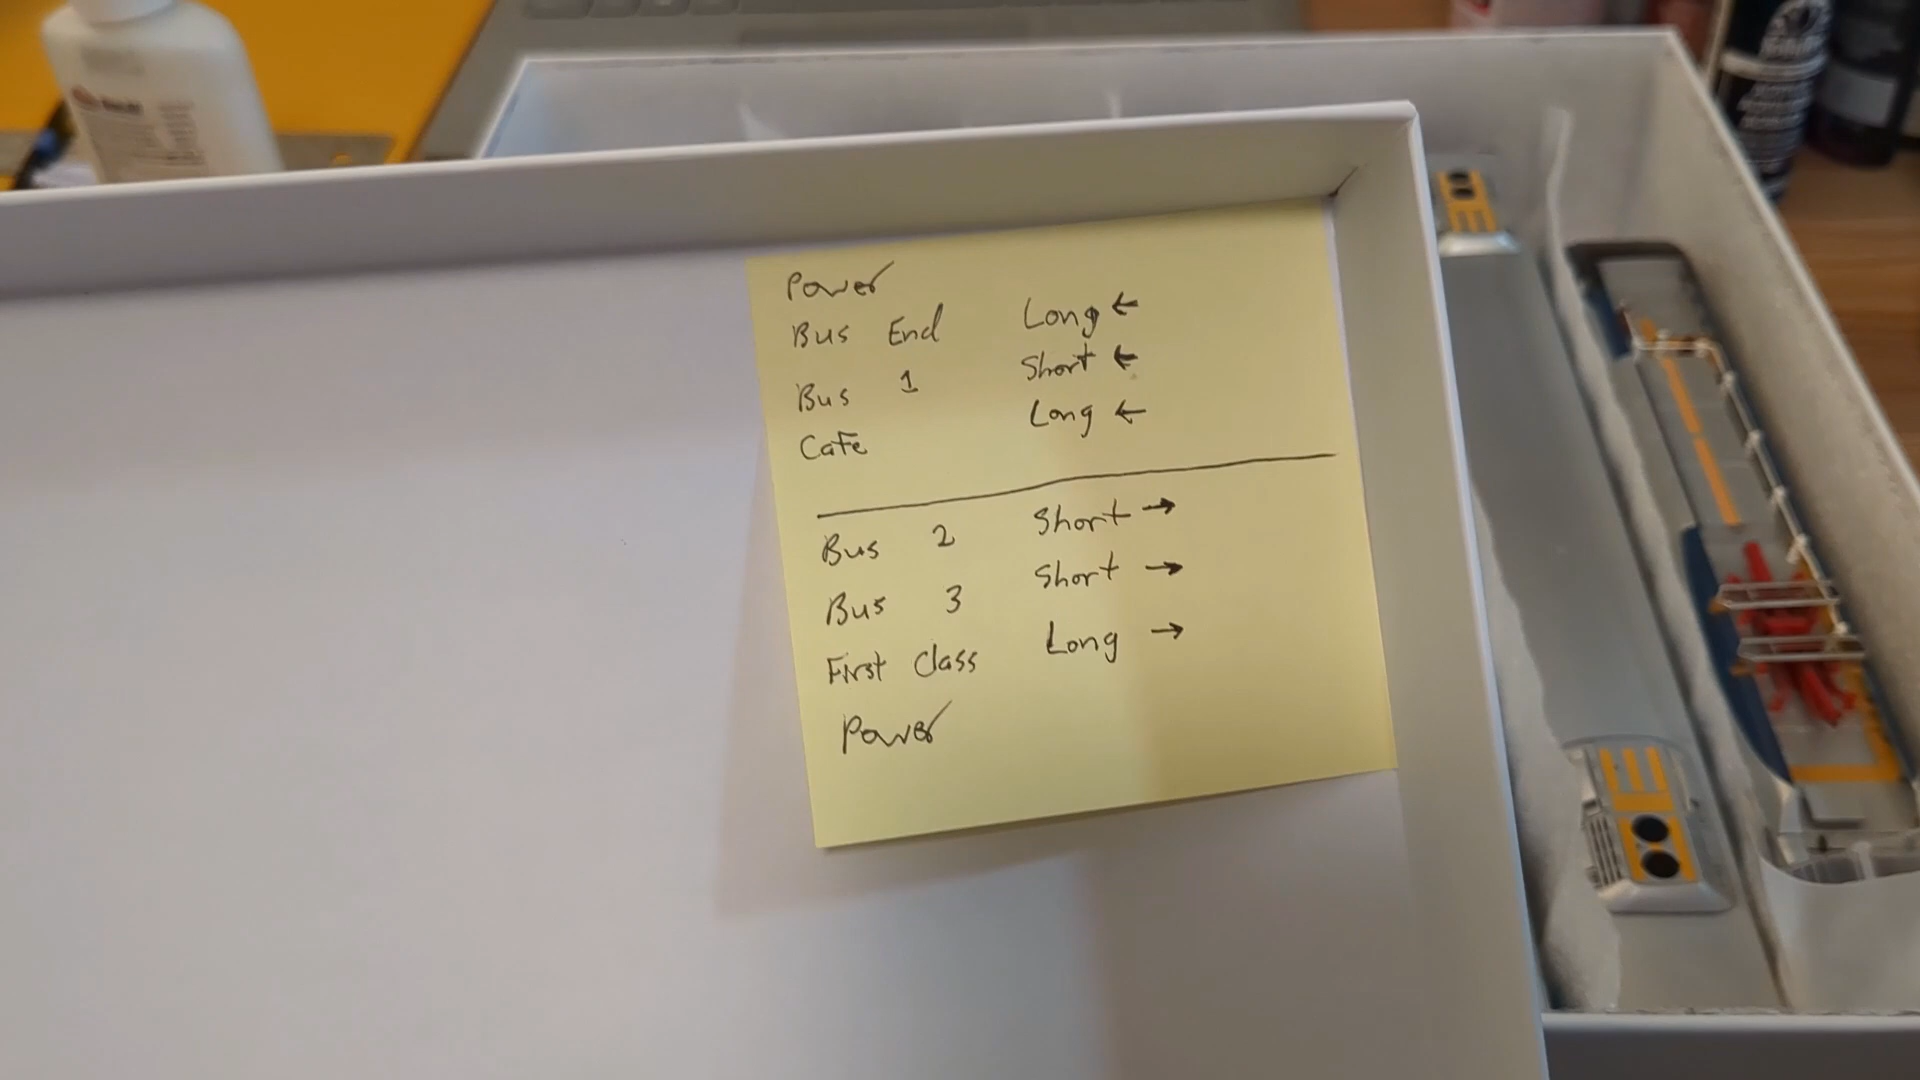 Power
Bus End Long ←
Bus 1 Short ←
Cafe Long ←
Bus 2 Short →
Bus 3 Short →
First Class Long →
Power